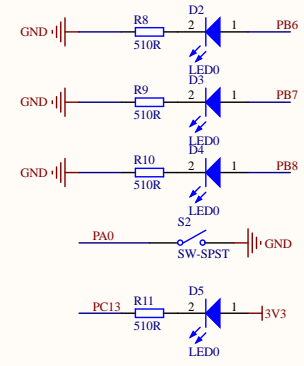 D2
R8
GND 2 1 PB6
510R
LED0
D3
R9
GND 2 1 PB7
510R
LED0
D4
R10
GND 2 1 PB8
510R
LED0
S2
PA0
GND
SW-SPST
D5
PC13 R11 2 1 3V3
510R
LED0